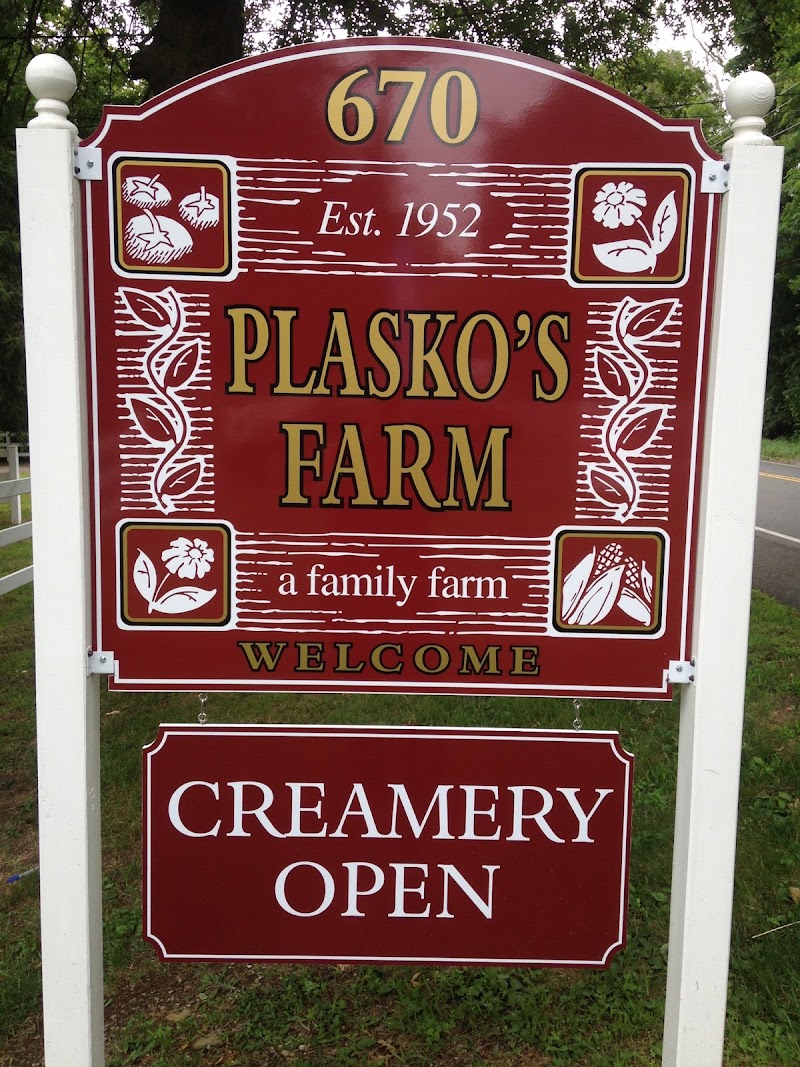 670
Est. 1952
PLASKO'S
FARM
a family farm
WELCOME
CREAMERY
OPEN